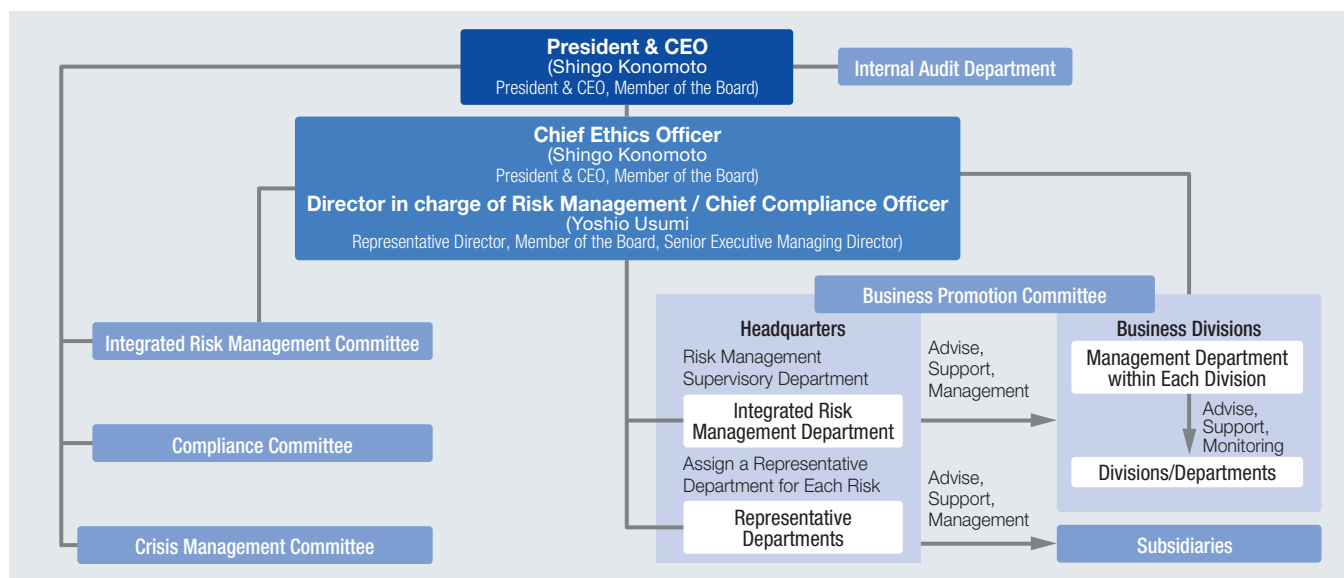 President & CEO
(Shingo Konomoto
President & CEO, Member of the Board)
Internal Audit Department
Chief Ethics Officer
(Shingo Konomoto
President & CEO, Member of the Board)
Director in charge of Risk Management / Chief Compliance Officer
(Yoshio Usumi
Representative Director, Member of the Board, Senior Executive Managing Director)
Integrated Risk Management Committee
Compliance Committee
Crisis Management Committee
Business Promotion Committee
Headquarters
Risk Management
Supervisory Department
Integrated Risk
Management Department
Assign a Representative
Department for Each Risk
Representative
Departments
Advise,
Support,
Management
Advise,
Support,
Management
Business Divisions
Management Department
within Each Division
Advise,
Support,
Monitoring
Divisions/Departments
Subsidiaries